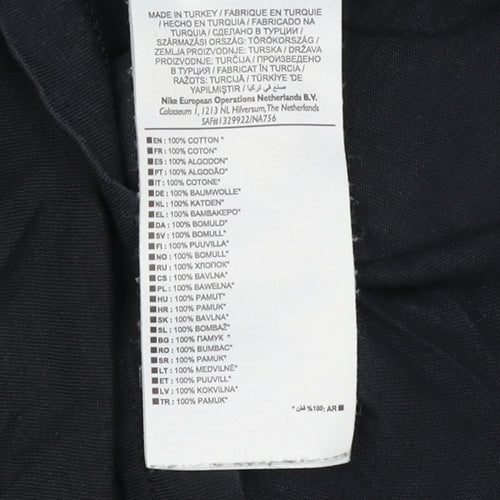 MADE IN TURKEY / FABRIQUE EN TURQUIE
/ HECHO EN TURQUIA / FABRICADO NA
TURQUIA / СДЕЛАНО В ТУРЦИИ /
SZÁRMAZÁSI ORSZÁG: TÖRÖKORSZÁG /
ZEMLJA PROIZVODNJE: TURSKA / DRŽAVA
PROIZVODNJE: TURČIJA / ПРОИЗВЕДЕНО
В ТУРЦИЯ / FABRICAT ÎN TURCIA /
RAŽOTS: TURCIJĀ / TÜRKİYE 'DE
YAPILMIŞTIR / صنع في تركيا
Nike European Operations Netherlands B.V.
Colosseum 1, 1213 NL Hilversum, The Netherlands
SAF#1329922/NA756
EN : 100% COTTON*
FR : 100% COTON*
ES : 100% ALGODON*
PT : 100% ALGODÃO*
IT : 100% COTONE*
DE : 100% BAUMWOLLE*
NL : 100% KATOEN*
EL : 100% ΒΑΜΒΑΚΕΡΟ*
DA : 100% BOMULD*
SV : 100% BOMULL*
FI : 100% PUUVILLA*
NO : 100% BOMULL*
RU : 100% ХЛОПОК*
CS : 100% BAVLNA*
PL : 100% BAWEŁNA*
HU : 100% PAMUT*
HR : 100% PAMUK*
SK : 100% BAVLNA*
SL : 100% BOMBAŽ*
BG : 100% ПАМУК *
RO : 100% BUMBAC*
SR : 100% PAMUK*
LT : 100% MEDVILNĖ*
ET : 100% PUUVILL*
LV : 100% KOKVILNA*
TR : 100% PAMUK*
AR : 100% قطن *